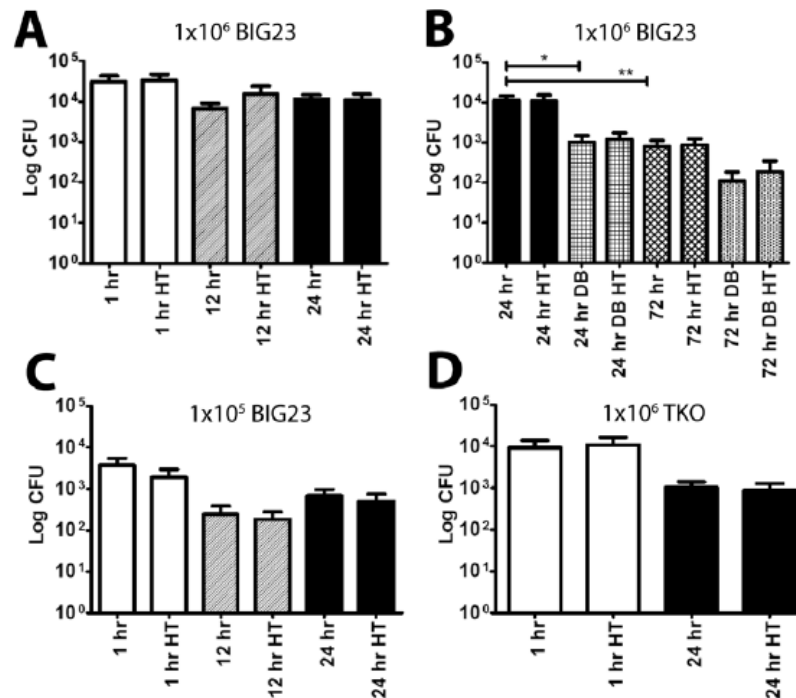 A
1x10⁶ BIG23
Log CFU
10⁵
10⁴
10³
10²
10¹
10⁰
1 hr
1 hr HT
12 hr
12 hr HT
24 hr
24 hr HT
B
1x10⁶ BIG23
Log CFU
10⁵
10⁴
10³
10²
10¹
10⁰
*
**
24 hr
24 hr HT
24 hr DB
24 hr DB HT
72 hr
72 hr HT
72 hr DB
72 hr DB HT
C
1x10⁵ BIG23
Log CFU
10⁵
10⁴
10³
10²
10¹
10⁰
1 hr
1 hr HT
12 hr
12 hr HT
24 hr
24 hr HT
D
1x10⁶ TKO
Log CFU
10⁵
10⁴
10³
10²
10¹
10⁰
1 hr
1 hr HT
24 hr
24 hr HT